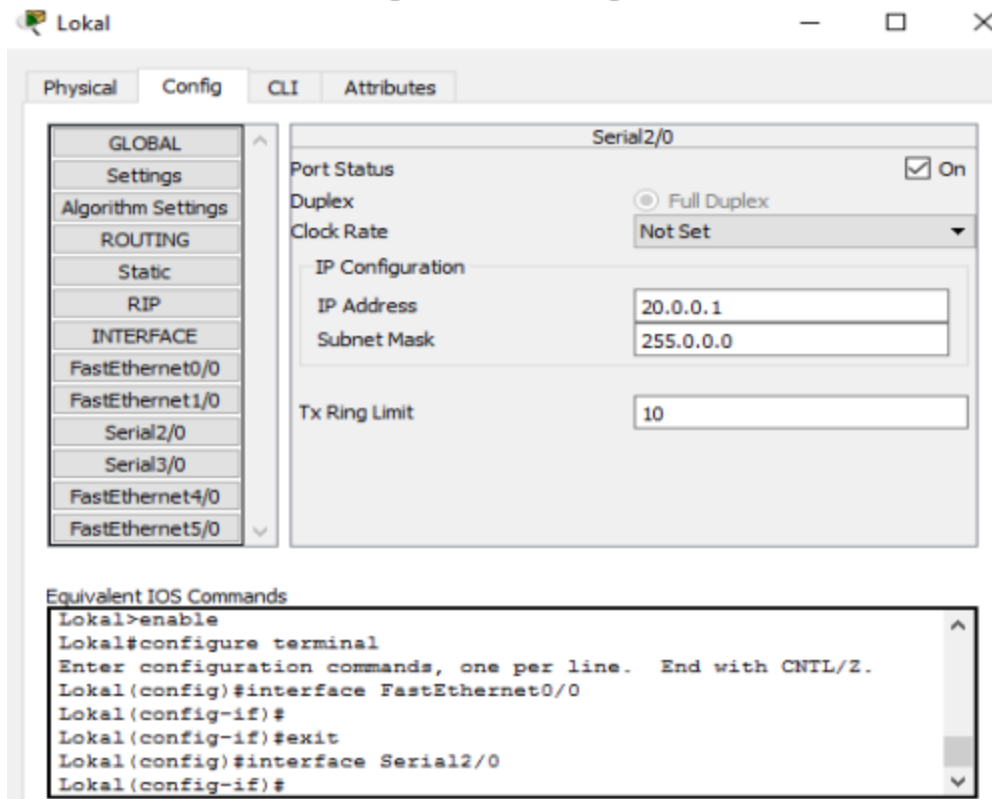 Lokal
Physical Config CLI Attributes
GLOBAL
Settings
Algorithm Settings
ROUTING
Static
RIP
INTERFACE
FastEthernet0/0
FastEthernet1/0
Serial2/0
Serial3/0
FastEthernet4/0
FastEthernet5/0
Serial2/0
Port Status On
Duplex Full Duplex
Clock Rate Not Set
IP Configuration
IP Address 20.0.0.1
Subnet Mask 255.0.0.0
Tx Ring Limit 10
Equivalent IOS Commands
Lokal>enable
Lokal#configure terminal
Enter configuration commands, one per line. End with CNTL/Z.
Lokal(config)#interface FastEthernet0/0
Lokal(config-if)#
Lokal(config-if)#exit
Lokal(config)#interface Serial2/0
Lokal(config-if)#